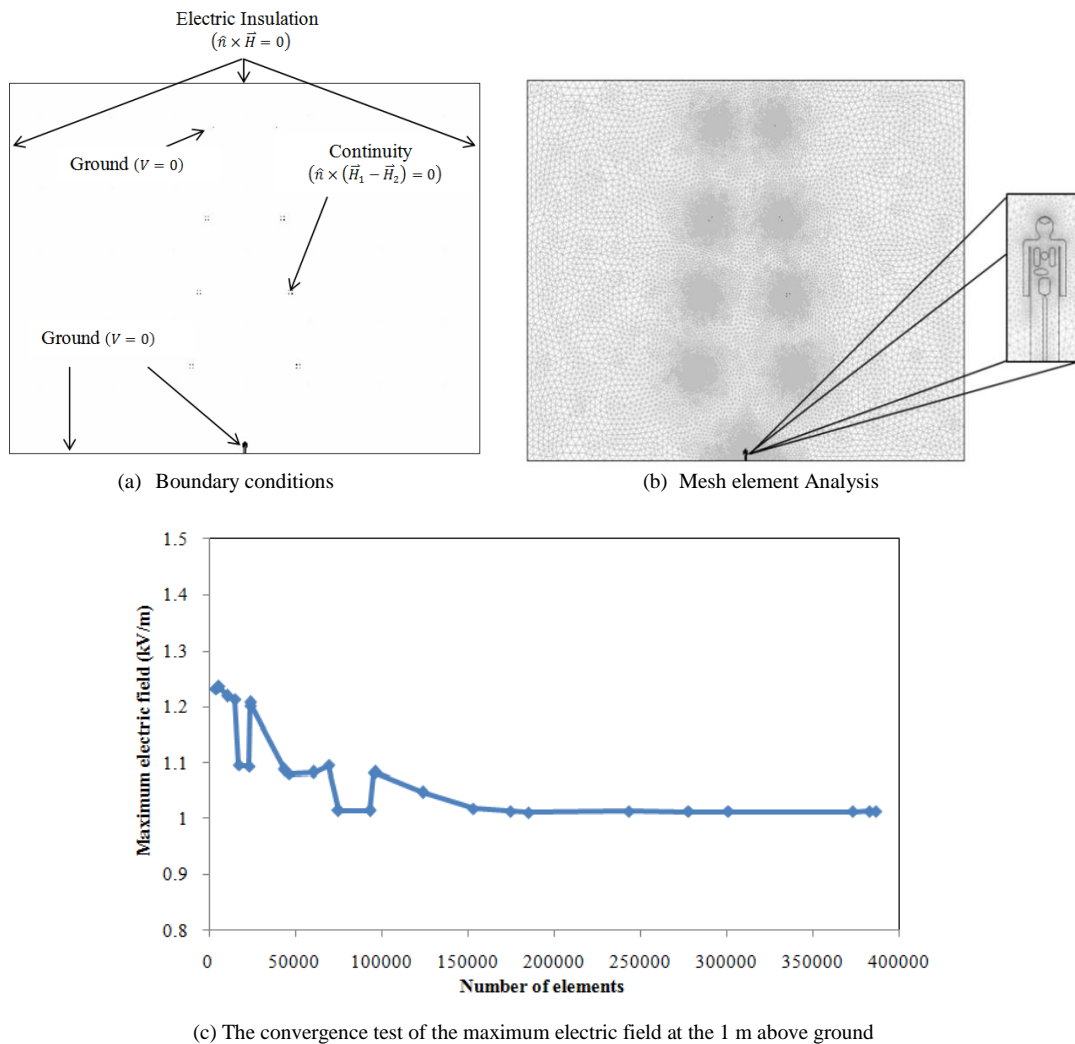 Electric Insulation
(n̂ × H⃗ = 0)
Ground (V = 0)
Continuity
(n̂ × (H⃗₁ − H⃗₂) = 0)
Ground (V = 0)
(a) Boundary conditions
(b) Mesh element Analysis
1.5
1.4
1.3
1.2
1.1
1
0.9
0.8
Maximum electric field (kV/m)
0 50000 100000 150000 200000 250000 300000 350000 400000
Number of elements
(c) The convergence test of the maximum electric field at the 1 m above ground